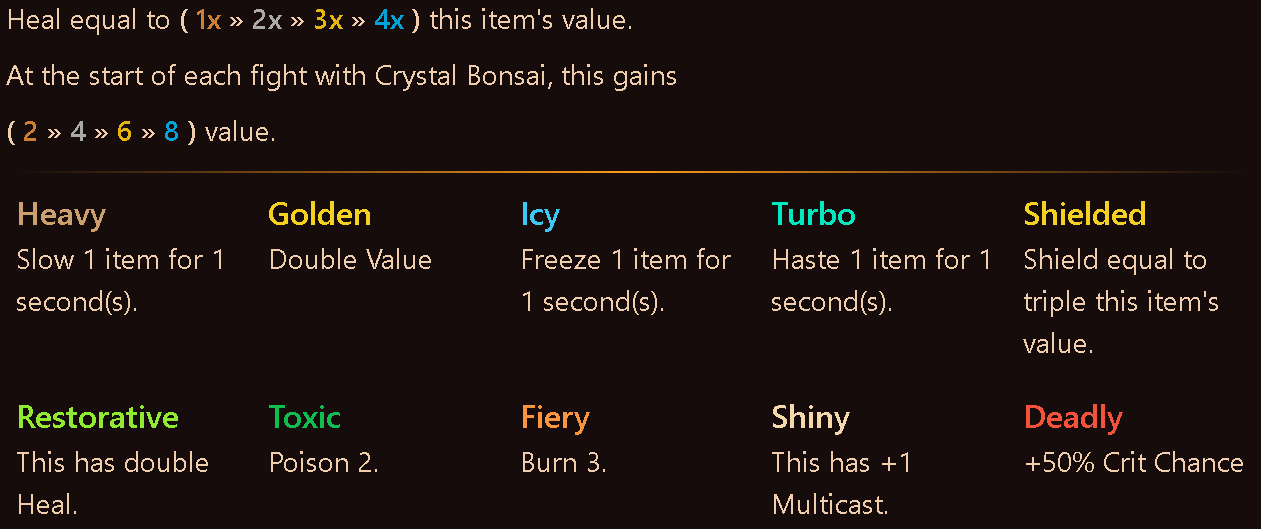 Heal equal to ( 1x » 2x » 3x » 4x ) this item's value.
At the start of each fight with Crystal Bonsai, this gains
( 2 » 4 » 6 » 8 ) value.
Heavy
Slow 1 item for 1
second(s).
Golden
Double Value
Icy
Freeze 1 item for
1 second(s).
Turbo
Haste 1 item for 1
second(s).
Shielded
Shield equal to
triple this item's
value.
Restorative
This has double
Heal.
Toxic
Poison 2.
Fiery
Burn 3.
Shiny
This has +1
Multicast.
Deadly
+50% Crit Chance